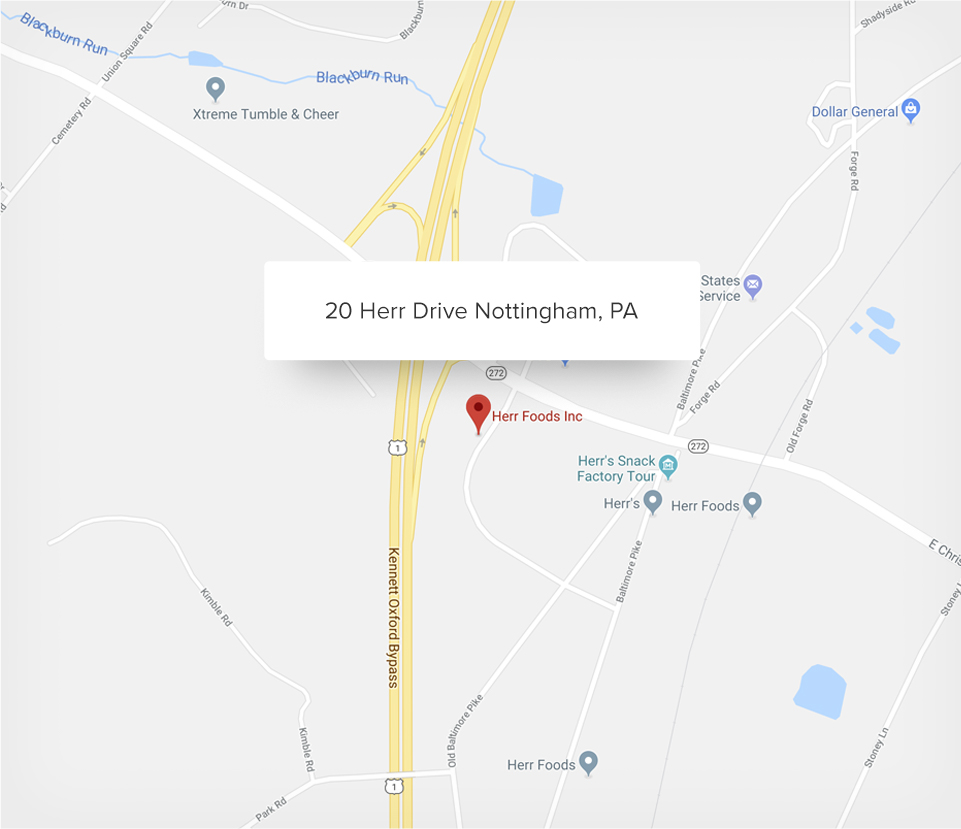 Blackburn Run
Union Square Rd
Cemetery Rd
Blackburn
Blackburn Run
Xtreme Tumble & Cheer
Shadyside Rd
Dollar General
Forge Rd
States
Service
20 Herr Drive Nottingham, PA
272
Herr Foods Inc
Baltimore Pike
Forge Rd
Old Forge Rd
272
1
Herr's Snack
Factory Tour
Herr's
Herr Foods
E Chris
Stoney L
Kennett Oxford Bypass
Baltimore Pike
Kimble Rd
Kimble Rd
Old Baltimore Pike
Stoney Ln
Herr Foods
1
Park Rd